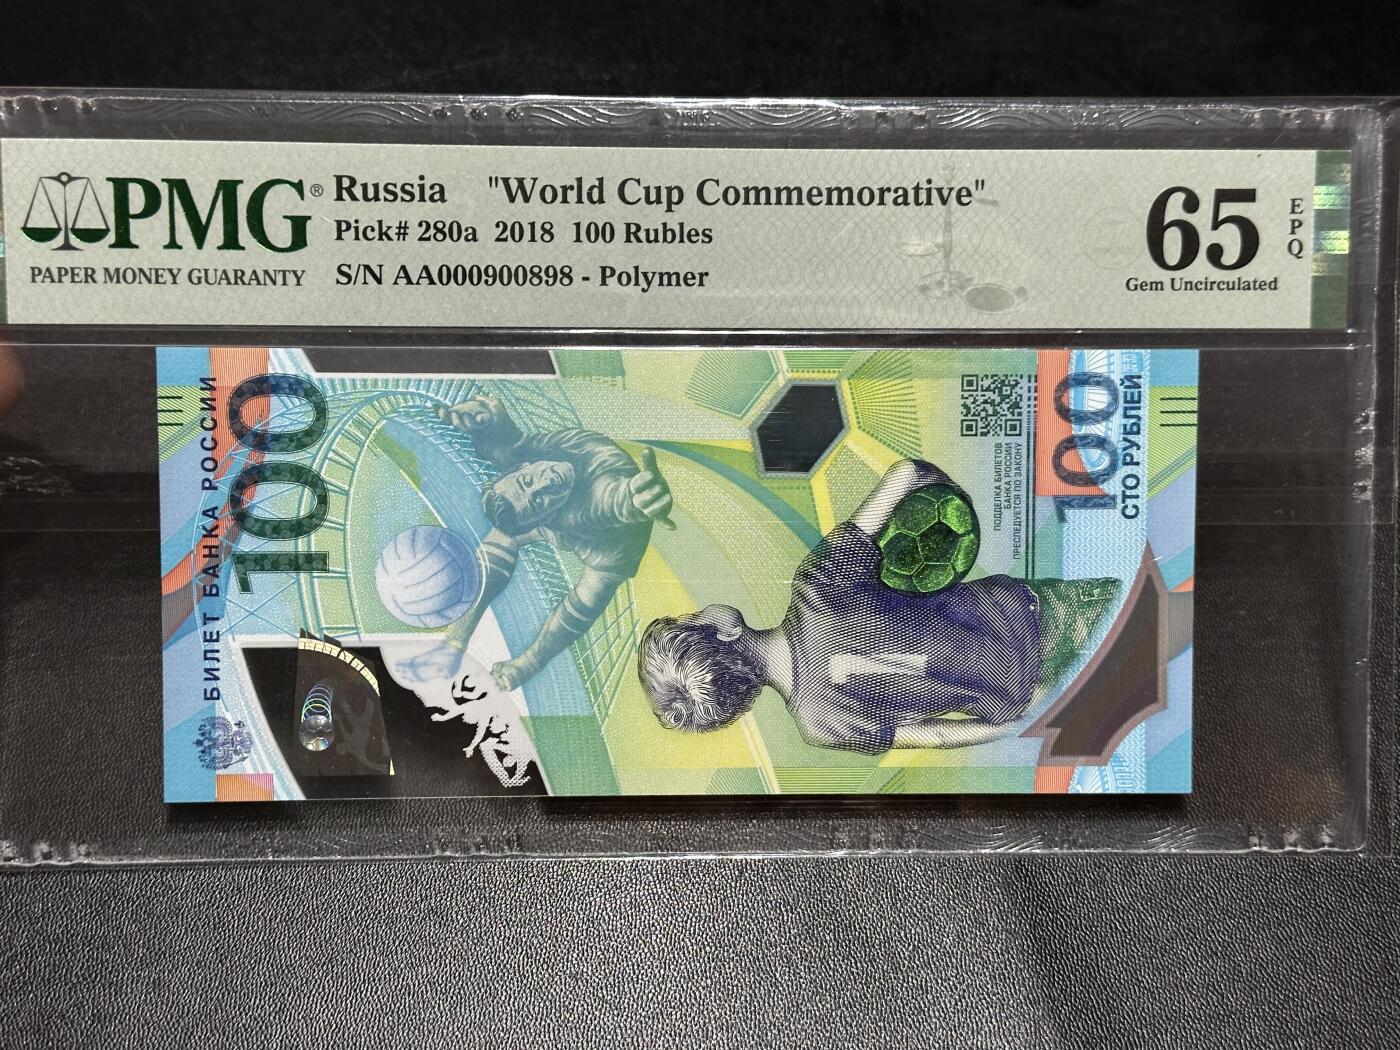 PMG®
PAPER MONEY GUARANTY
Russia "World Cup Commemorative"
Pick# 280a 2018 100 Rubles
S/N AA000900898 - Polymer
65
EPQ
Gem Uncirculated
БИЛЕТ БАНКА РОССИИ
100
1
ПОДДЕЛКА БИЛЕТОВ
БАНКА РОССИИ
ПРЕСЛЕДУЕТСЯ ПО ЗАКОНУ
100
СТО РУБЛЕЙ